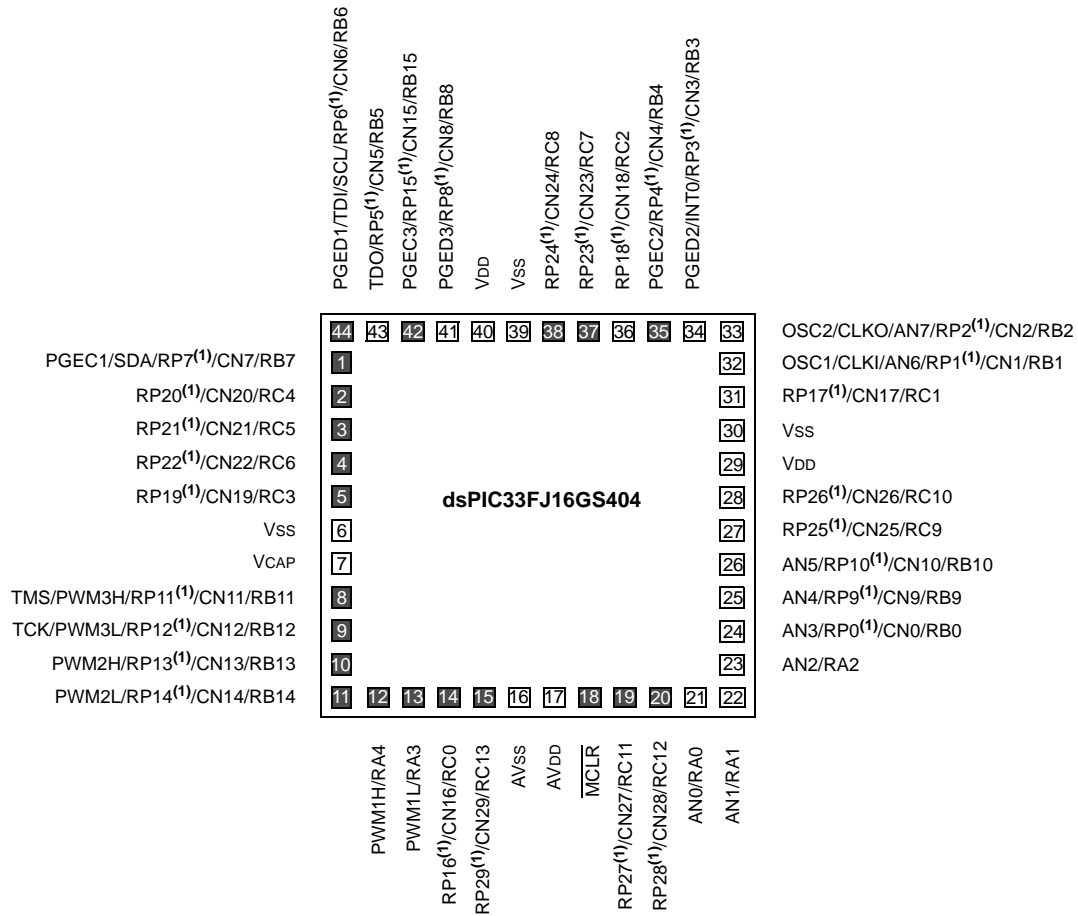 PGED1/TDI/SCL/RP6(1)/CN6/RB6
TDO/RP5(1)/CN5/RB5
PGEC3/RP15(1)/CN15/RB15
PGED3/RP8(1)/CN8/RB8
VDD
VSS
RP24(1)/CN24/RC8
RP23(1)/CN23/RC7
RP18(1)/CN18/RC2
PGEC2/RP4(1)/CN4/RB4
PGED2/INT0/RP3(1)/CN3/RB3
44 43 42 41 40 39 38 37 36 35 34 33 OSC2/CLKO/AN7/RP2(1)/CN2/RB2
PGEC1/SDA/RP7(1)/CN7/RB7 1 32 OSC1/CLKI/AN6/RP1(1)/CN1/RB1
RP20(1)/CN20/RC4 2 31 RP17(1)/CN17/RC1
RP21(1)/CN21/RC5 3 30 VSS
RP22(1)/CN22/RC6 4 29 VDD
RP19(1)/CN19/RC3 5 dsPIC33FJ16GS404 28 RP26(1)/CN26/RC10
VSS 6 27 RP25(1)/CN25/RC9
VCAP 7 26 AN5/RP10(1)/CN10/RB10
TMS/PWM3H/RP11(1)/CN11/RB11 8 25 AN4/RP9(1)/CN9/RB9
TCK/PWM3L/RP12(1)/CN12/RB12 9 24 AN3/RP0(1)/CN0/RB0
PWM2H/RP13(1)/CN13/RB13 10 23 AN2/RA2
PWM2L/RP14(1)/CN14/RB14 11 12 13 14 15 16 17 18 19 20 21 22
PWM1H/RA4
PWM1L/RA3
RP16(1)/CN16/RC0
RP29(1)/CN29/RC13
AVSS
AVDD
MCLR
RP27(1)/CN27/RC11
RP28(1)/CN28/RC12
AN0/RA0
AN1/RA1